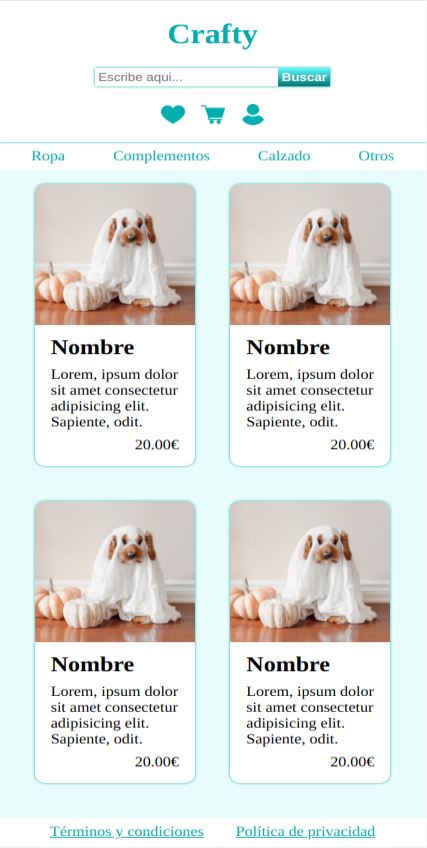 Crafty
Escribe aqui... Buscar
Ropa Complementos Calzado Otros
Nombre
Lorem, ipsum dolor
sit amet consectetur
adipisicing elit.
Sapiente, odit.
20.00€
Nombre
Lorem, ipsum dolor
sit amet consectetur
adipisicing elit.
Sapiente, odit.
20.00€
Nombre
Lorem, ipsum dolor
sit amet consectetur
adipisicing elit.
Sapiente, odit.
20.00€
Nombre
Lorem, ipsum dolor
sit amet consectetur
adipisicing elit.
Sapiente, odit.
20.00€
Términos y condiciones Política de privacidad